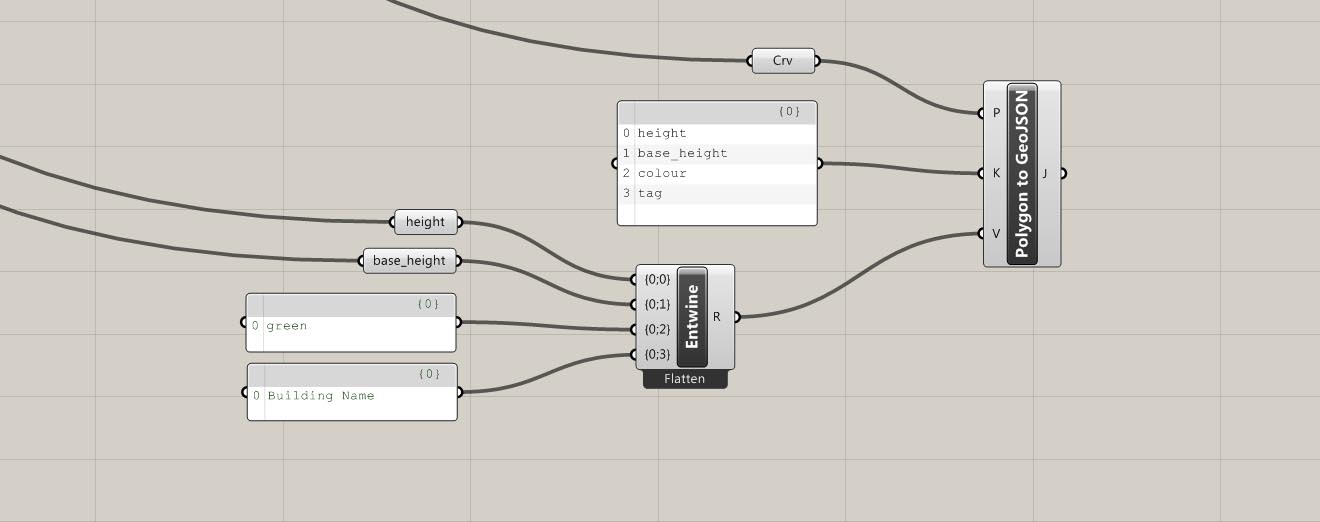 Crv
{0}
0 height
1 base_height
2 colour
3 tag
P
K
V
Polygon to GeoJSON
J
height
base_height
{0}
0 green
{0}
0 Building Name
{0;0}
{0;1}
{0;2}
{0;3}
Entwine
R
Flatten